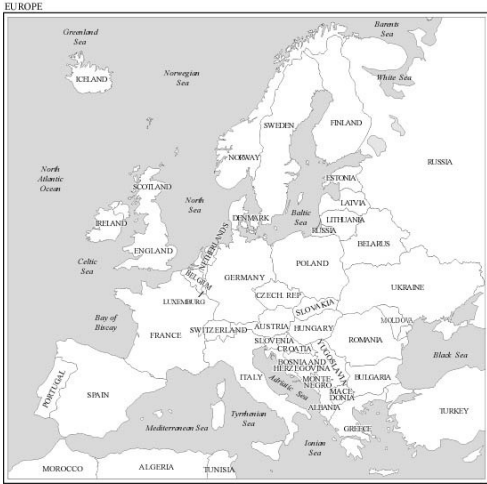 EUROPE
Greenland
Sea
Barents
Sea
ICELAND
Norwegian
Sea
White Sea
SWEDEN
FINLAND
NORWAY
RUSSIA
North
Atlantic
Ocean
SCOTLAND
North
Sea
ESTONIA
LATVIA
IRELAND
DENMARK
Baltic
Sea
LITHUANIA
RUSSIA
ENGLAND
NETHERLANDS
BELARUS
Celtic
Sea
BELGIUM
GERMANY
POLAND
LUXEMBURG
CZECH. REP
UKRAINE
SLOVAKIA
Bay of
Biscay
FRANCE
SWITZERLAND
AUSTRIA
HUNGARY
MOLDOVA
SLOVENIA
CROATIA
ROMANIA
YUGOSLAVIA
BOSNIA AND
HERZEGOVINA
Black Sea
PORTUGAL
SPAIN
ITALY
Adriatic Sea
MONTE-
NEGRO
BULGARIA
MACE-
DONIA
ALBANIA
Tyrrhenian
Sea
TURKEY
Mediterranean Sea
GREECE
Ionian
Sea
MOROCCO
ALGERIA
TUNISIA